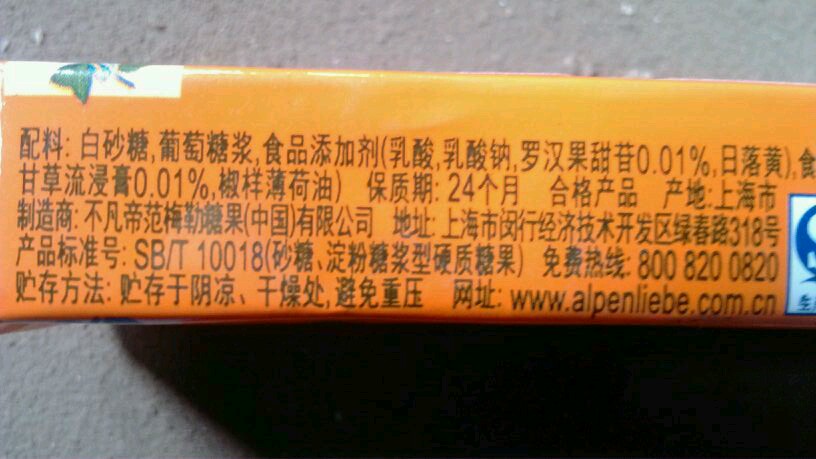 配料: 白砂糖,葡萄糖浆,食品添加剂(乳酸,乳酸钠,罗汉果甜苷0.01%,日落黄),食
甘草流浸膏0.01%,椒样薄荷油) 保质期: 24个月 合格产品 产地:上海市
制造商: 不凡帝范梅勒糖果(中国)有限公司 地址: 上海市闵行经济技术开发区绿春路318号
产品标准号: SB/T 10018(砂糖、淀粉糖浆型硬质糖果) 免费热线: 800 820 0820
贮存方法: 贮存于阴凉、干燥处,避免重压 网址: www.alpenliebe.com.cn